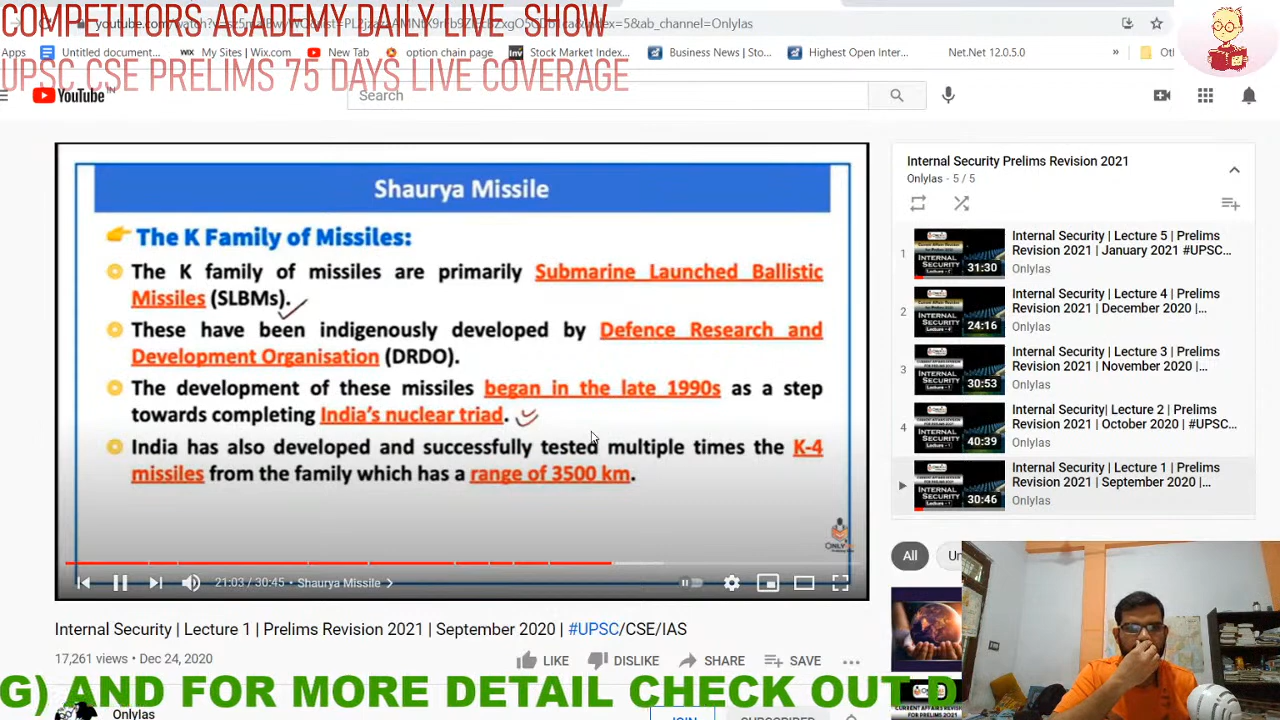 COMPETITORS ACADEMY DAILY LIVE SHOW
UPSC CSE PRELIMS 75 DAYS LIVE COVERAGE
Apps
Untitled document...
My Sites | Wix.com
New Tab
option chain page
Stock Market Index...
Business News | Sto...
Highest Open Inter...
Net.Net 12.0.5.0
»
YouTube
Search
Shaurya Missile
The K Family of Missiles:
The K family of missiles are primarily Submarine Launched Ballistic
Missiles (SLBMs).
These have been indigenously developed by Defence Research and
Development Organisation (DRDO).
The development of these missiles began in the late 1990s as a step
towards completing India's nuclear triad.
India has also developed and successfully tested multiple times the K-4
missiles from the family which has a range of 3500 km.
21:03 / 30:45 • Shaurya Missile
Internal Security Prelims Revision 2021
OnlyIas - 5 / 5
1
Internal Security | Lecture 5 | Prelims
Revision 2021 | January 2021 #UPSC...
OnlyIas
31:30
2
Internal Security | Lecture 4 | Prelims
Revision 2021 | December 2020 |...
OnlyIas
24:16
3
Internal Security | Lecture 3 | Prelims
Revision 2021 | November 2020 |...
OnlyIas
30:53
4
Internal Security| Lecture 2 | Prelims
Revision 2021 | October 2020 | #UPSC...
OnlyIas
40:39
Internal Security | Lecture 1 | Prelims
Revision 2021 | September 2020 |...
OnlyIas
30:46
All
Internal Security | Lecture 1 | Prelims Revision 2021 | September 2020 | #UPSC/CSE/IAS
17,261 views • Dec 24, 2020
LIKE
DISLIKE
SHARE
SAVE
G) AND FOR MORE DETAIL CHECK OUT D
OnlyIas
JOIN
SUBSCRIBED